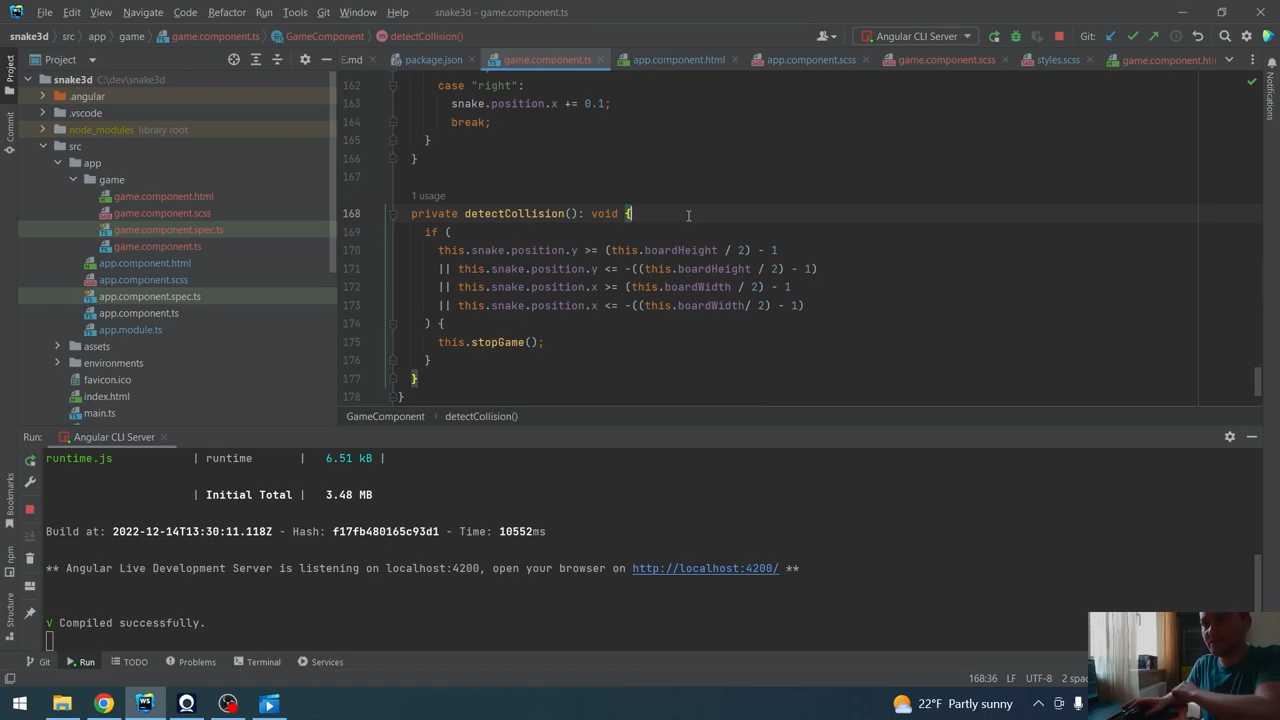 File Edit View Navigate Code Refactor Run Tools Git Window Help snake3d - game.component.ts
snake3d src app game game.component.ts GameComponent detectCollision() Angular CLI Server Git:
Project E.md package.json game.component.ts app.component.html app.component.scss game.component.scss styles.scss game.component.ht
Project
Commit
Bookmarks
npm
Structure
Notifications
snake3d C:\dev\snake3d
.angular
.vscode
node_modules library root
src
app
game
game.component.html
game.component.scss
game.component.spec.ts
game.component.ts
app.component.html
app.component.scss
app.component.spec.ts
app.component.ts
app.module.ts
assets
environments
favicon.ico
index.html
main.ts
162 case "right":
163 snake.position.x += 0.1;
164 break;
165 }
166 }
167
1 usage
168 private detectCollision(): void {
169 if (
170 this.snake.position.y >= (this.boardHeight / 2) - 1
171 || this.snake.position.y <= -((this.boardHeight / 2) - 1)
172 || this.snake.position.x >= (this.boardWidth / 2) - 1
173 || this.snake.position.x <= -((this.boardWidth/ 2) - 1)
174 ) {
175 this.stopGame();
176 }
177 }
178 }
GameComponent detectCollision()
Run: Angular CLI Server
runtime.js | runtime | 6.51 kB |
| Initial Total | 3.48 MB
Build at: 2022-12-14T13:30:11.118Z - Hash: f17fb480165c93d1 - Time: 10552ms
** Angular Live Development Server is listening on localhost:4200, open your browser on http://localhost:4200/ **
√ Compiled successfully.
Git Run TODO Problems Terminal Services
168:36 LF UTF-8 2 spac
WS 22°F Partly sunny